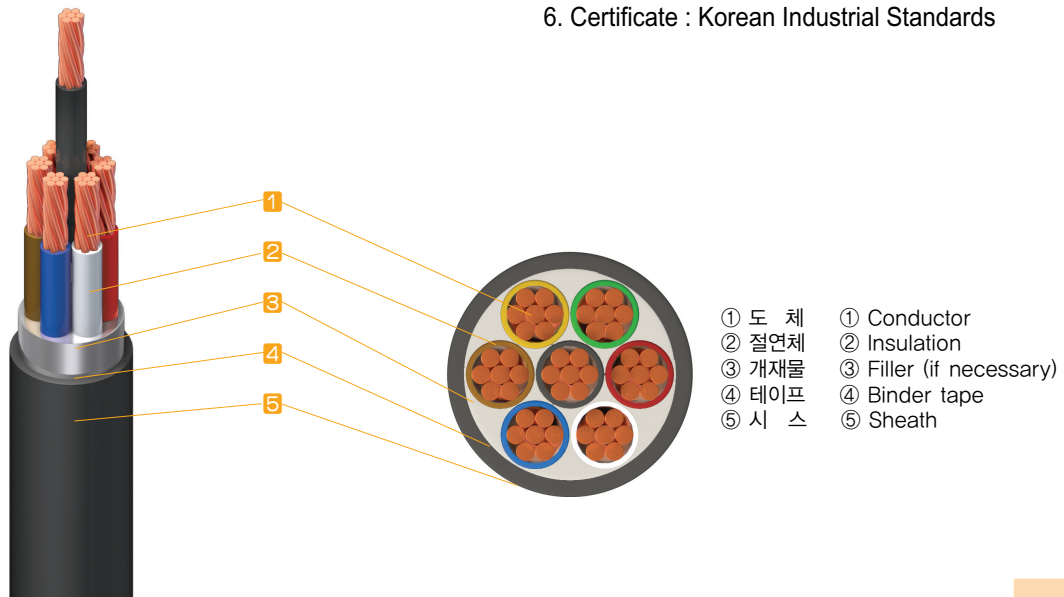 6. Certificate : Korean Industrial Standards
1
2
3
4
5
① 도 체 ① Conductor
② 절연체 ② Insulation
③ 개재물 ③ Filler (if necessary)
④ 테이프 ④ Binder tape
⑤ 시 스 ⑤ Sheath